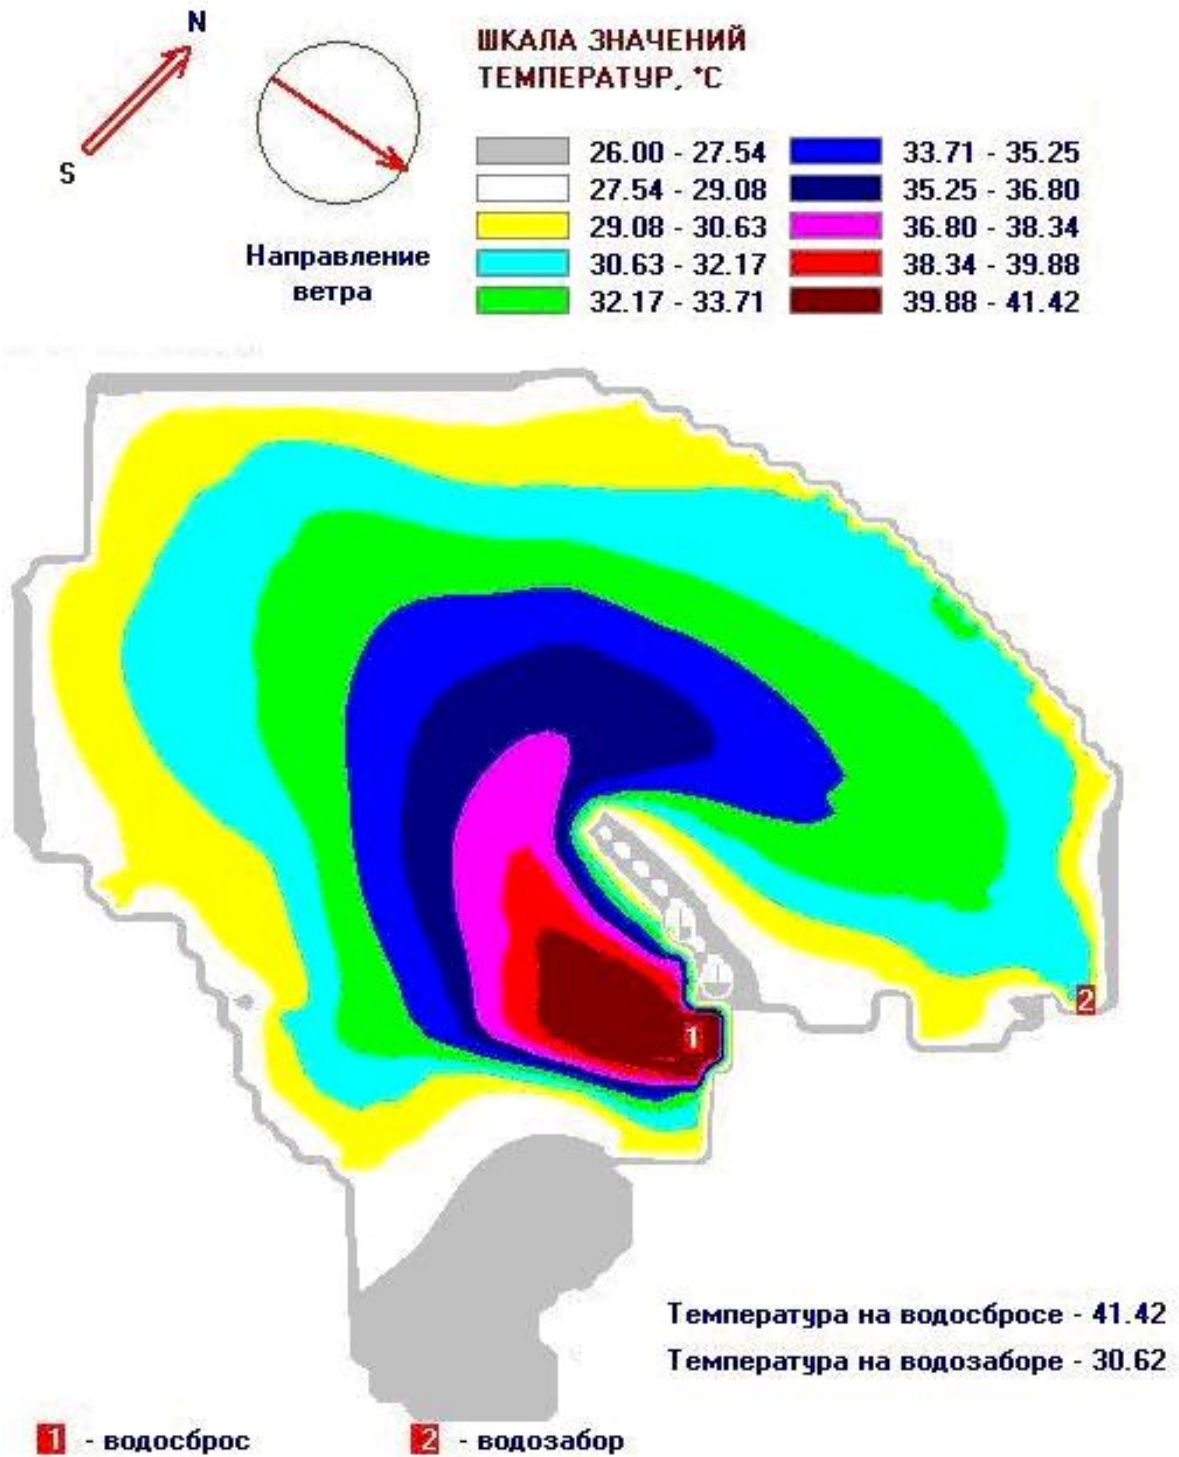 N
S
ШКАЛА ЗНАЧЕНИЙ
ТЕМПЕРАТУР, °C
26.00 - 27.54
33.71 - 35.25
27.54 - 29.08
35.25 - 36.80
29.08 - 30.63
36.80 - 38.34
30.63 - 32.17
38.34 - 39.88
32.17 - 33.71
39.88 - 41.42
Направление
ветра
2
1
Температура на водосбросе - 41.42
Температура на водозаборе - 30.62
1 - водосброс
2 - водозабор